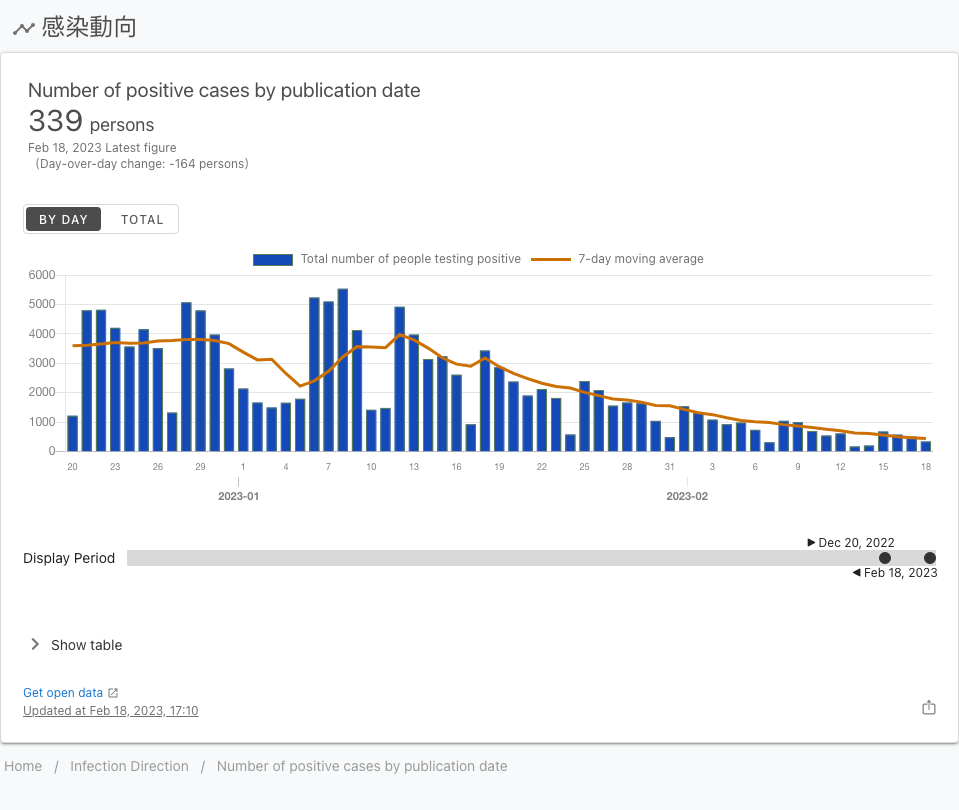 感染動向
Number of positive cases by publication date
339 persons
Feb 18, 2023 Latest figure
(Day-over-day change: -164 persons)
BY DAY TOTAL
Total number of people testing positive 7-day moving average
6000
5000
4000
3000
2000
1000
0
20 23 26 29 1 4 7 10 13 16 19 22 25 28 31 3 6 9 12 15 18
2023-01 2023-02
Dec 20, 2022
Display Period
Feb 18, 2023
Show table
Get open data
Updated at Feb 18, 2023, 17:10
Home / Infection Direction / Number of positive cases by publication date